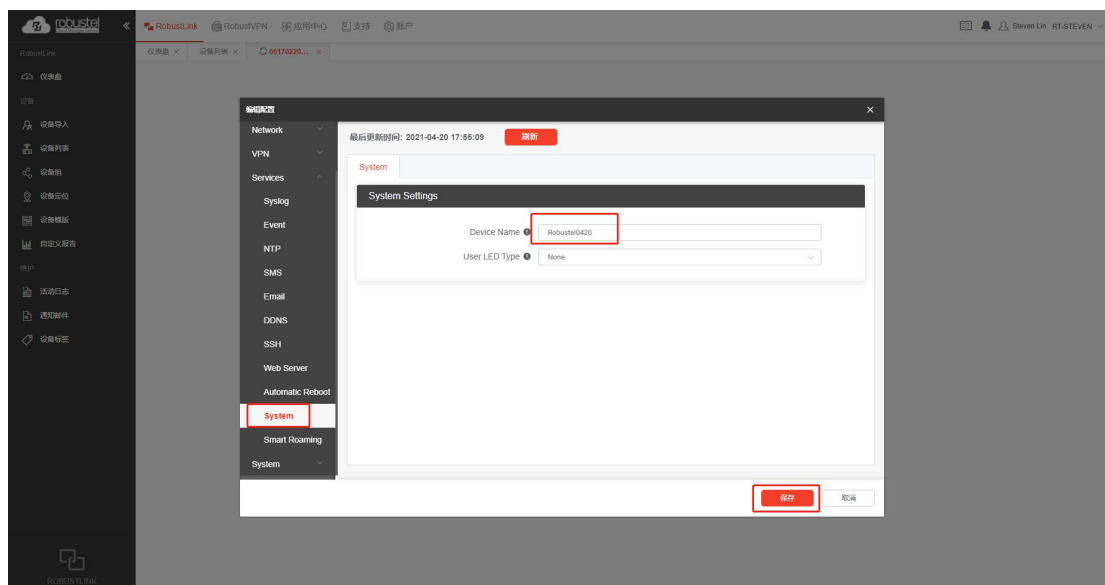 robustel
« RobustLink RobustVPN 应用中心 支持 账户 Steven Lin RT-STEVEN
RobustLink
仪表盘 × 设备列表 × 00170220... ×
仪表盘
设备
设备导入
设备列表
设备组
设备定位
设备模版
自定义报告
维护
活动日志
通知邮件
设备标签
ROBUSTLINK
编辑配置 ×
Network
VPN
Services
Syslog
Event
NTP
SMS
Email
DDNS
SSH
Web Server
Automatic Reboot
System
Smart Roaming
System
最后更新时间: 2021-04-20 17:55:09 刷新
System
System Settings
Device Name Robustel0420
User LED Type None
保存 取消